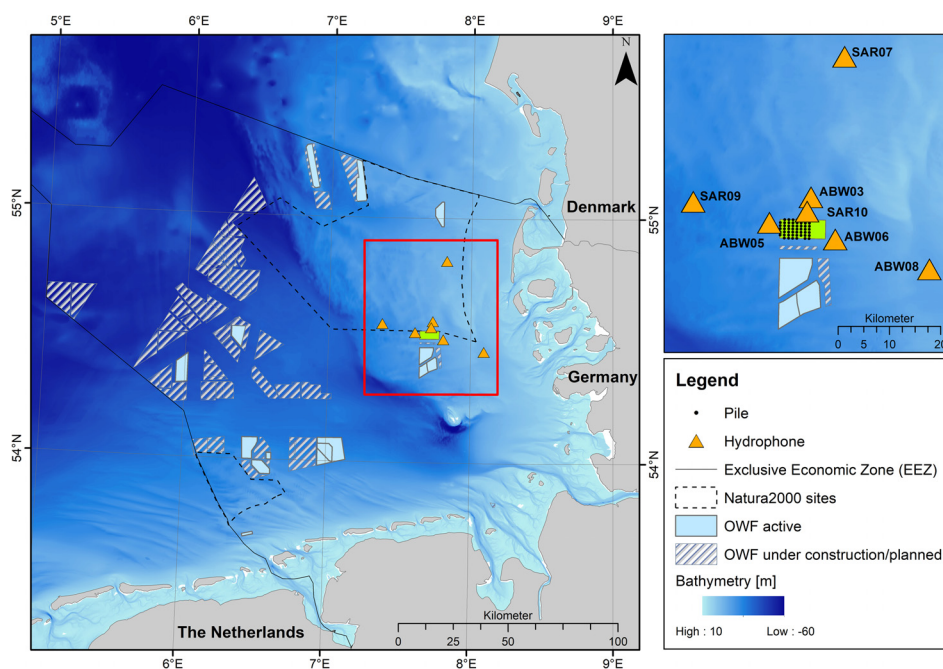 5°E
6°E
7°E
8°E
9°E
N
55°N
55°N
Denmark
Germany
54°N
54°N
The Netherlands
Kilometer
0 25 50 100
6°E
7°E
8°E
9°E
SAR07
SAR09
ABW03
SAR10
ABW05
ABW06
ABW08
Kilometer
0 5 10 20
Legend
Pile
Hydrophone
Exclusive Economic Zone (EEZ)
Natura2000 sites
OWF active
OWF under construction/planned
Bathymetry [m]
High : 10 Low : -60